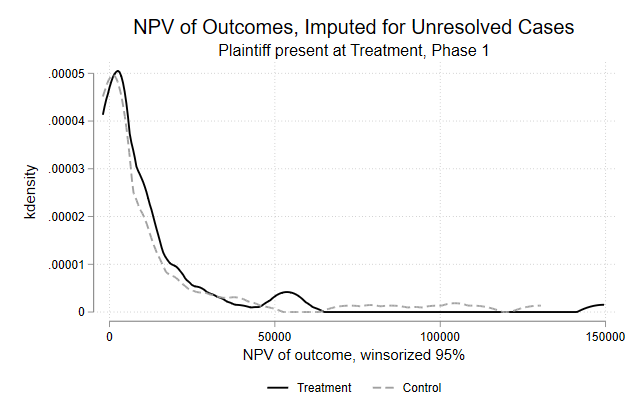 NPV of Outcomes, Imputed for Unresolved Cases
Plaintiff present at Treatment, Phase 1
kdensity
.00005
.00004
.00003
.00002
.00001
0
0 50000 100000 150000
NPV of outcome, winsorized 95%
Treatment Control